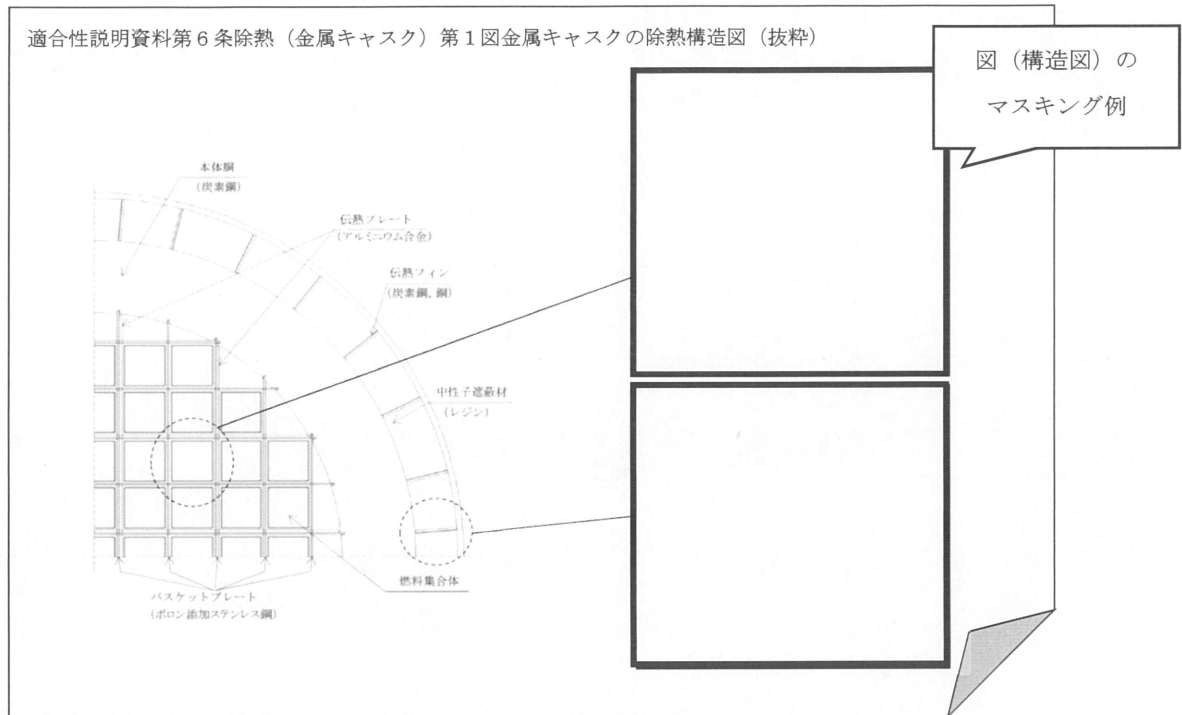 適合性説明資料第6条除熱（金属キャスク）第1図金属キャスクの除熱構造図（抜粋）
図（構造図）の
マスキング例
本体胴
(炭素鋼)
伝熱プレート
(アルミニウム合金)
伝熱フィン
(炭素鋼, 銅)
中性子遮蔽材
(レジン)
燃料集合体
バスケットプレート
(ボロン添加ステンレス鋼)